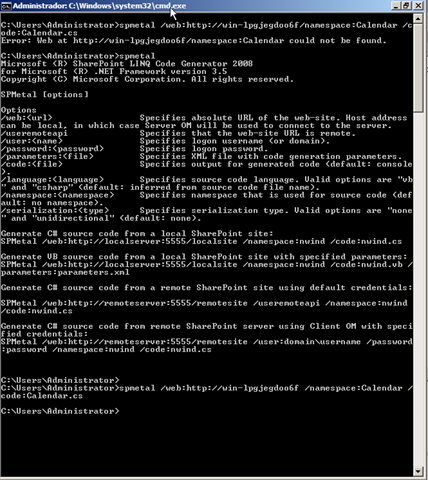 Administrador: C:\Windows\system32\cmd.exe
C:\Users\Administrator>spmetal /web:http://win-lpgjegdoo6f/namespace:Calendar /c
ode:Calendar.cs
Error: Web at http://win-lpgjegdoo6f/namespace:Calendar could not be found.
C:\Users\Administrator>spmetal
Microsoft (R) SharePoint LINQ Code Generator 2008
for Microsoft (R) .NET Framework version 3.5
Copyright (C) Microsoft Corporation. All rights reserved.
SPMetal [options]
Options
/web:<url> Specifies absolute URL of the web-site. Host address
can be local, in which case Server OM will be used to connect to the server.
/useremoteapi Specifies that the web-site URL is remote.
/user:<name> Specifies logon username (or domain).
/password:<password> Specifies logon password.
/parameters:<file> Specifies XML file with code generation parameters.
/code:<file> Specifies output for generated code (default: console
).
/language:<language> Specifies source code language. Valid options are "vb
" and "csharp" (default: inferred from source code file name).
/namespace:<namespace> Specifies namespace that is used for source code (def
ault: no namespace).
/serialization:<type> Specifies serialization type. Valid options are "none
" and "unidirectional" (default: none).
Generate C# source code from a local SharePoint site:
SPMetal /web:http://localserver:5555/localsite /namespace:nwind /code:nwind.cs
Generate VB source code from a local SharePoint site with specified parameters:
SPMetal /web:http://localserver:5555/localsite /namespace:nwind /code:nwind.vb /
parameters:parameters.xml
Generate C# source code from a remote SharePoint site using default credentials:
SPMetal /web:http://remoteserver:5555/remotesite /useremoteapi /namespace:nwind
/code:nwind.cs
Generate C# source code from remote SharePoint server using Client OM with speci
fied credentials:
SPMetal /web:http://remoteserver:5555/remotesite /user:domain\username /password
:password /namespace:nwind /code:nwind.cs
C:\Users\Administrator>
C:\Users\Administrator>spmetal /web:http://win-lpgjegdoo6f /namespace:Calendar /
code:Calendar.cs
C:\Users\Administrator>